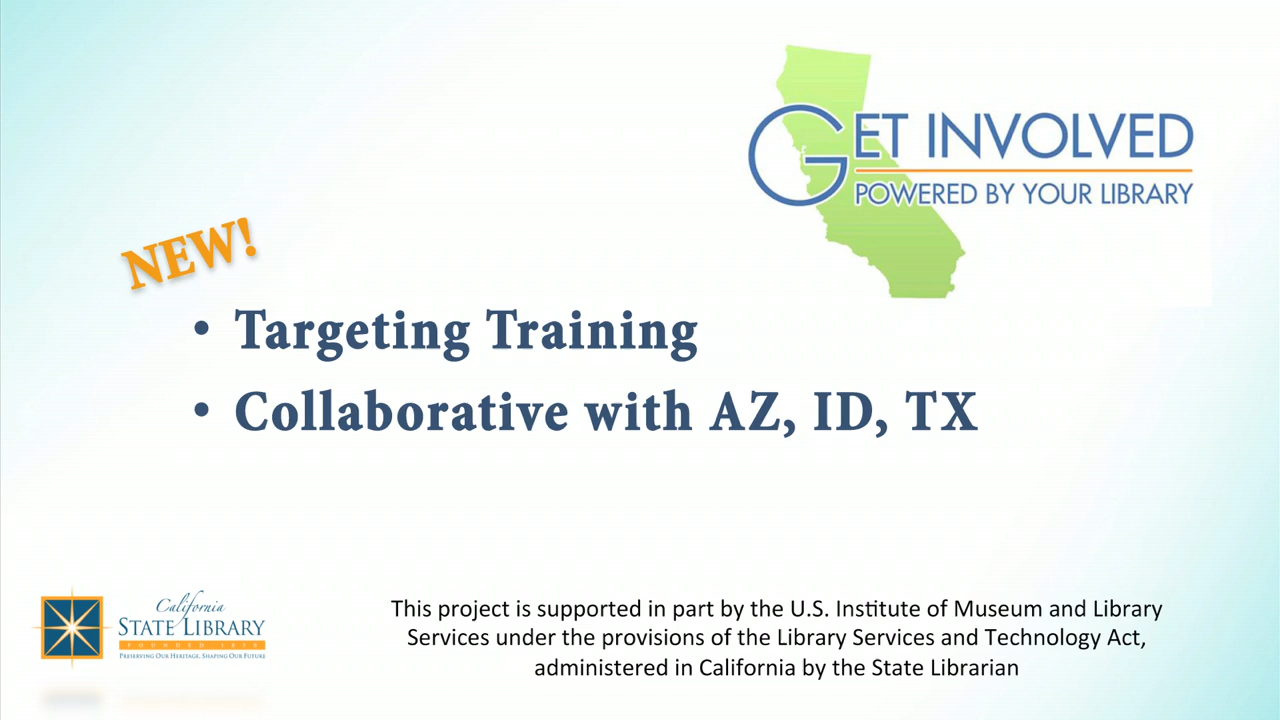 GET INVOLVED
POWERED BY YOUR LIBRARY
NEW!
• Targeting Training
• Collaborative with AZ, ID, TX
California
STATE LIBRARY
FOUNDED 1850
PRESERVING OUR HERITAGE, SHAPING OUR FUTURE
This project is supported in part by the U.S. Institute of Museum and Library
Services under the provisions of the Library Services and Technology Act,
administered in California by the State Librarian